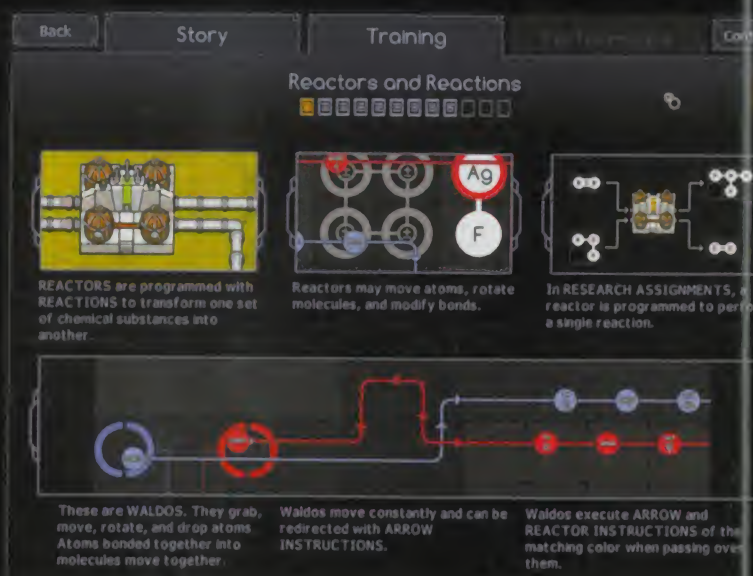 Back
Story
Training
Reactors and Reactions
Ag
F
REACTORS are programmed with
REACTIONS to transform one set
of chemical substances into
another.
Reactors may move atoms, rotate
molecules, and modify bonds.
In RESEARCH ASSIGNMENTS, a
reactor is programmed to
a single reaction.
These are WALDOS. They grab,
move, rotate, and drop atoms.
Atoms bonded together into
molecules move together.
Waldos move constantly and can be
redirected with ARROW
INSTRUCTIONS.
Waldos execute ARROW and
REACTOR INSTRUCTIONS of the
matching color when passing over
them.